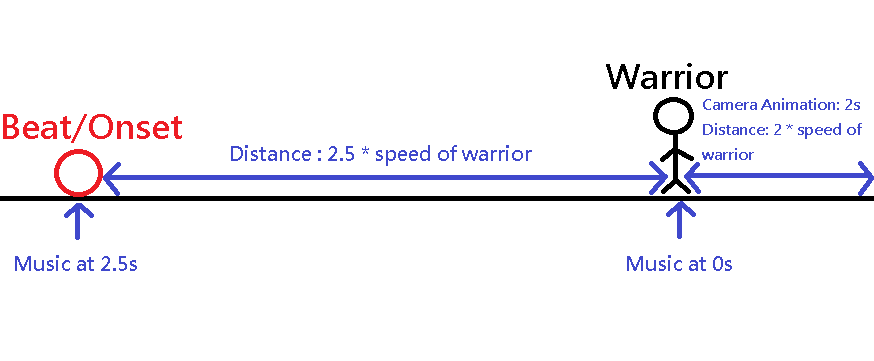 Warrior
Camera Animation: 2s
Distance: 2 * speed of
warrior
Beat/Onset
Distance : 2.5 * speed of warrior
Music at 2.5s
Music at 0s